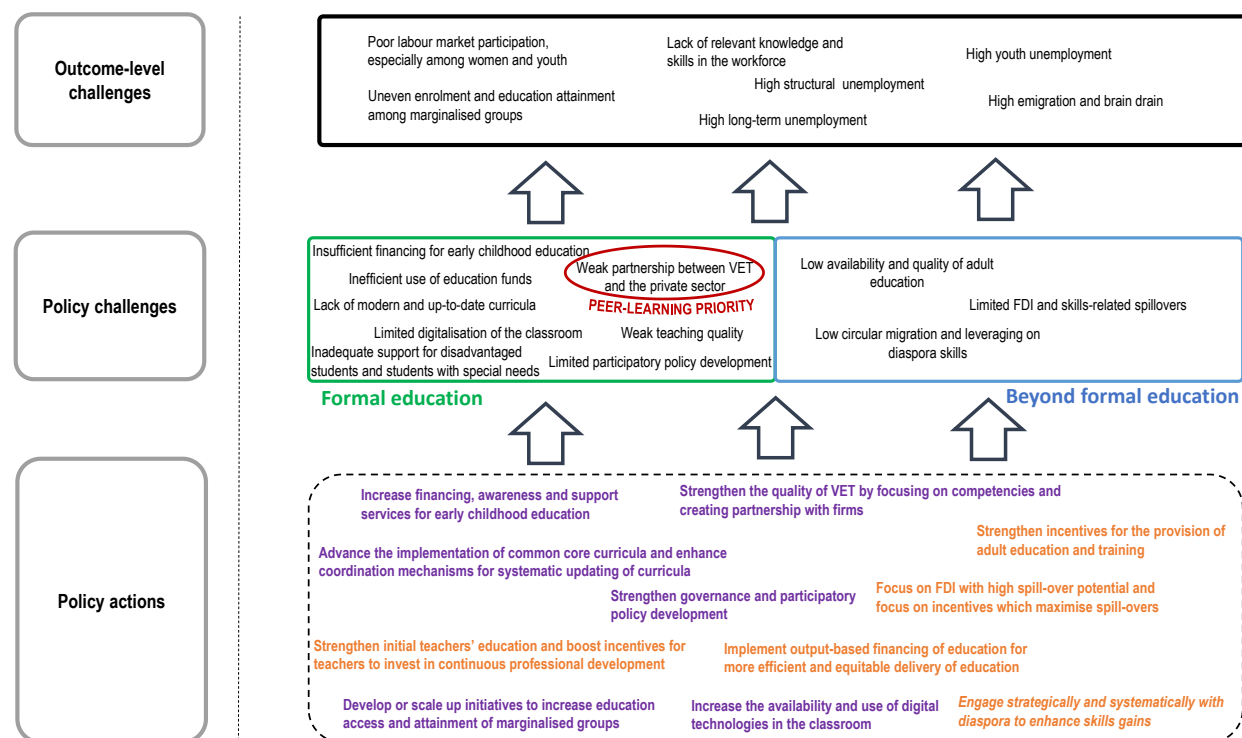 Outcome-level
challenges
Poor labour market participation,
especially among women and youth
Uneven enrolment and education attainment
among marginalised groups
Lack of relevant knowledge and
skills in the workforce
High structural unemployment
High long-term unemployment
High youth unemployment
High emigration and brain drain
Policy challenges
Insufficient financing for early childhood education
Inefficient use of education funds
Lack of modern and up-to-date curricula
Limited digitalisation of the classroom
Inadequate support for disadvantaged
students and students with special needs
Weak partnership between VET
and the private sector
PEER-LEARNING PRIORITY
Weak teaching quality
Limited participatory policy development
Low availability and quality of adult
education
Limited FDI and skills-related spillovers
Low circular migration and leveraging on
diaspora skills
Formal education
Beyond formal education
Policy actions
Increase financing, awareness and support
services for early childhood education
Strengthen the quality of VET by focusing on competencies and
creating partnership with firms
Strengthen incentives for the provision of
adult education and training
Advance the implementation of common core curricula and enhance
coordination mechanisms for systematic updating of curricula
Strengthen governance and participatory
policy development
Focus on FDI with high spill-over potential and
focus on incentives which maximise spill-overs
Strengthen initial teachers' education and boost incentives for
teachers to invest in continuous professional development
Implement output-based financing of education for
more efficient and equitable delivery of education
Develop or scale up initiatives to increase education
access and attainment of marginalised groups
Increase the availability and use of digital
technologies in the classroom
Engage strategically and systematically with
diaspora to enhance skills gains